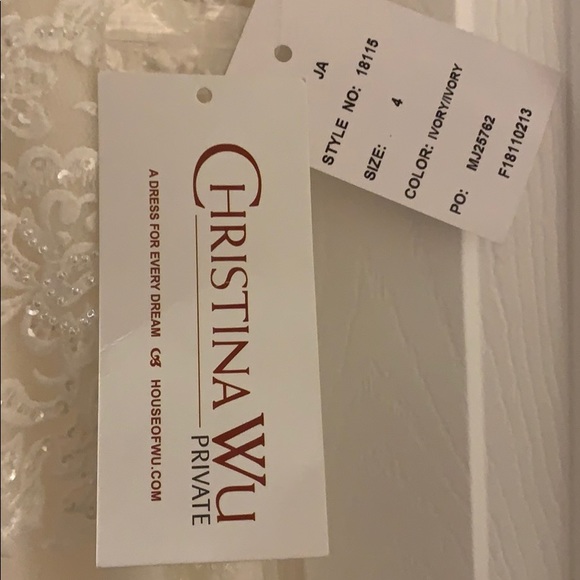 CHRISTINA WU
PRIVATE
A DRESS FOR EVERY DREAM HOUSEOFWU.COM
JA
STYLE NO: 18115
SIZE: 4
COLOR: IVORY/IVORY
PO: MJ25762
F18110213